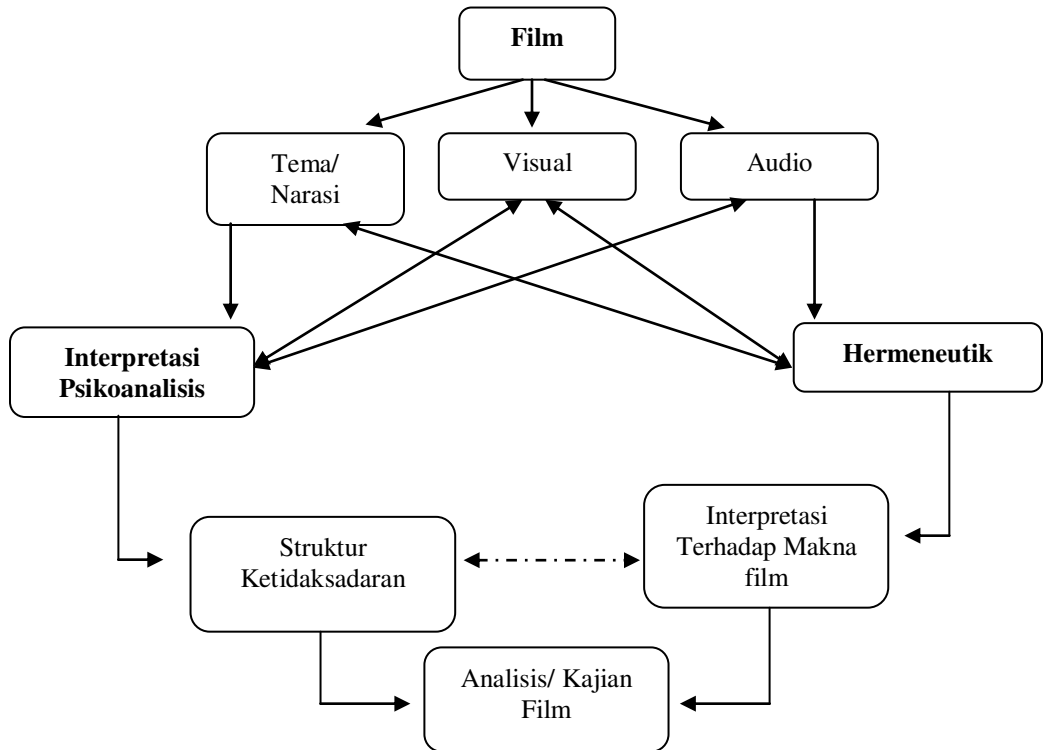 Film
Tema/
Narasi
Visual
Audio
Interpretasi
Psikoanalisis
Hermeneutik
Struktur
Ketidaksadaran
Interpretasi
Terhadap Makna
film
Analisis/ Kajian
Film